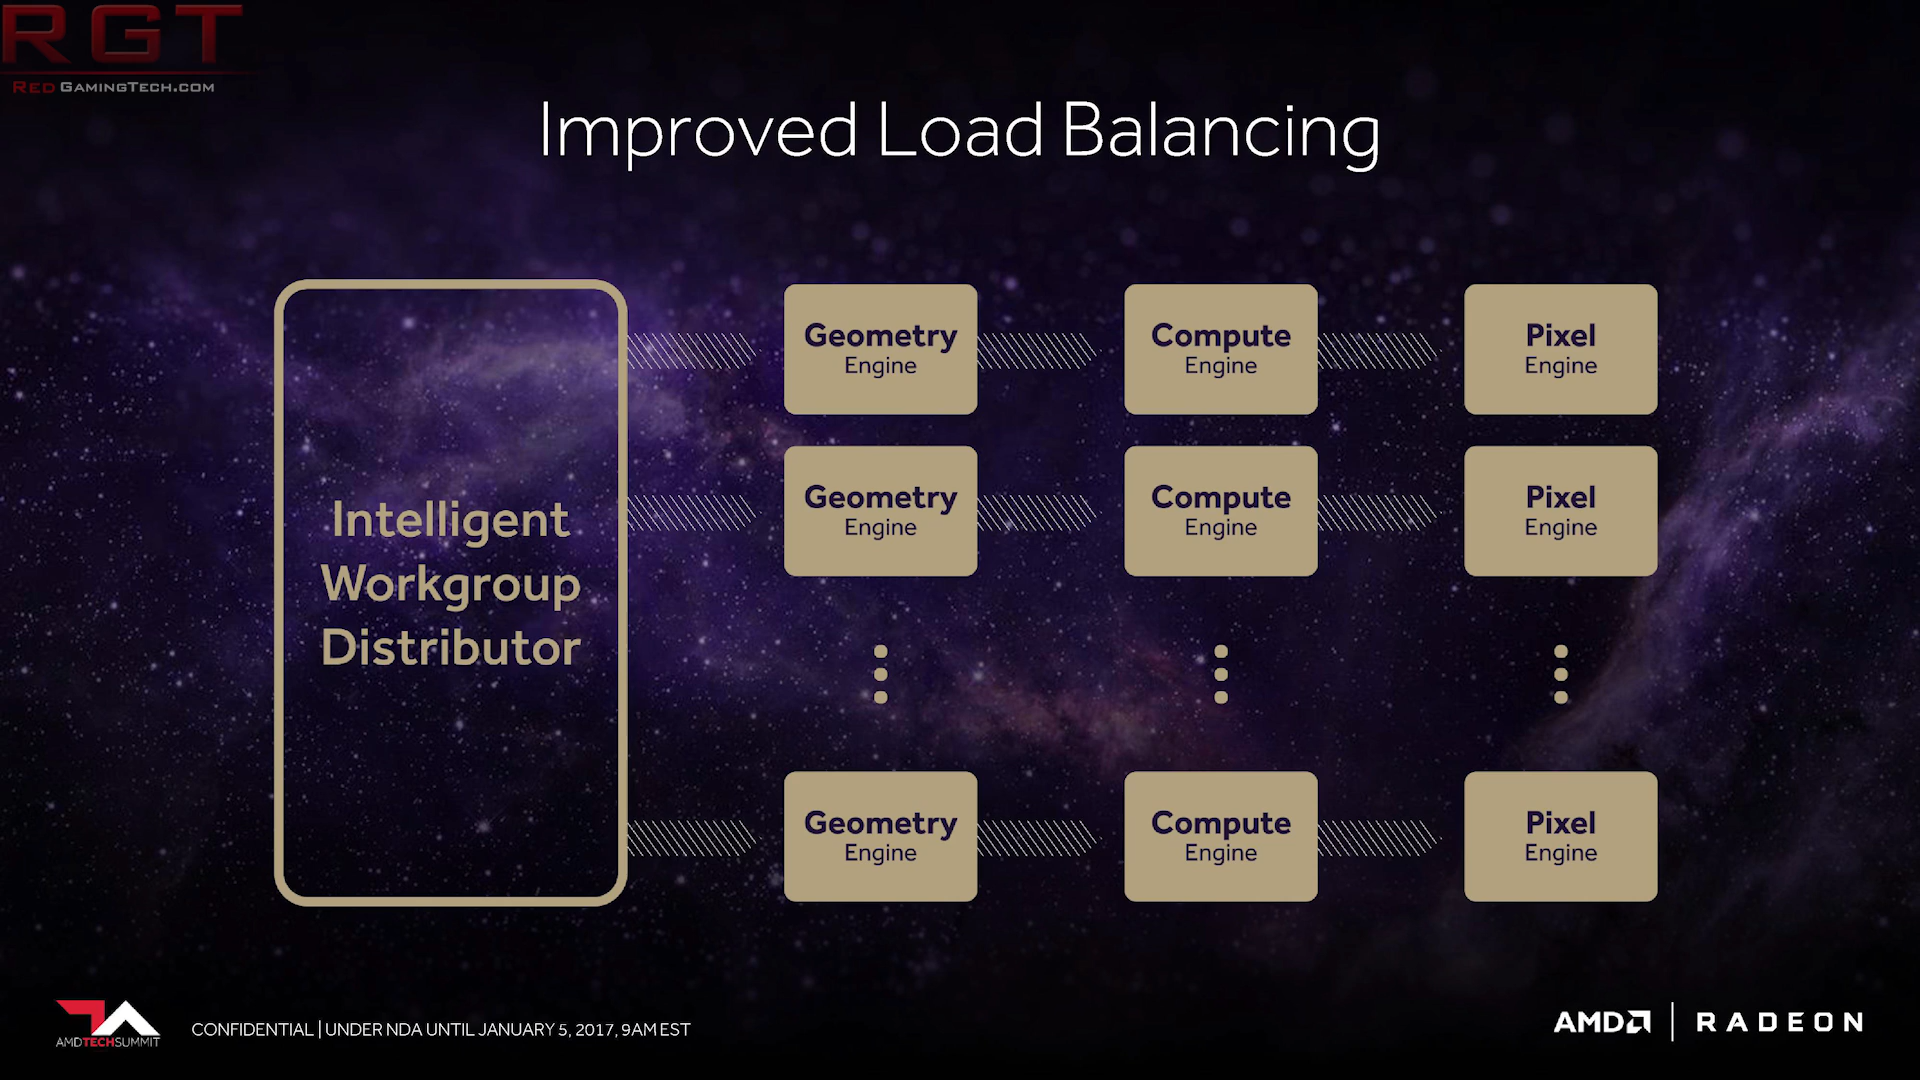 RGT
RedGamingTech.com
Improved Load Balancing
Intelligent
Workgroup
Distributor
Geometry
Engine
Compute
Engine
Pixel
Engine
Geometry
Engine
Compute
Engine
Pixel
Engine
Geometry
Engine
Compute
Engine
Pixel
Engine
AMDTECHSUMMIT
CONFIDENTIAL | UNDER NDA UNTIL JANUARY 5, 2017, 9AM EST
AMD | RADEON